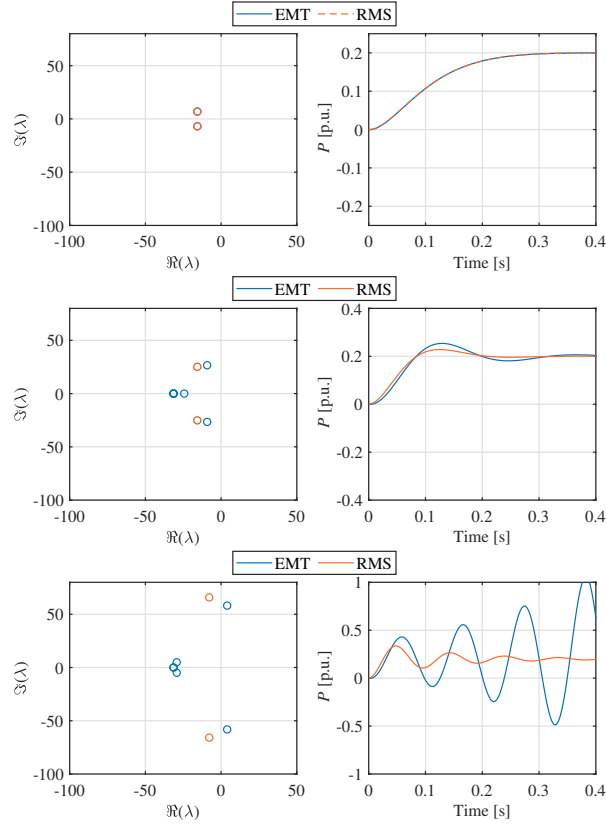 EMT RMS
50
0
-50
-100
ℑ(λ)
-100 -50 0 50
ℜ(λ)
0.2
0.1
0
-0.1
-0.2
P [p.u.]
0 0.1 0.2 0.3 0.4
Time [s]
EMT RMS
50
0
-50
-100
ℑ(λ)
-100 -50 0 50
ℜ(λ)
0.4
0.2
0
-0.2
-0.4
P [p.u.]
0 0.1 0.2 0.3 0.4
Time [s]
EMT RMS
50
0
-50
-100
ℑ(λ)
-100 -50 0 50
ℜ(λ)
1
0.5
0
-0.5
-1
P [p.u.]
0 0.1 0.2 0.3 0.4
Time [s]